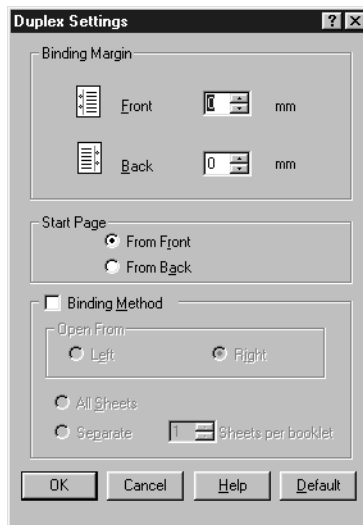 Duplex Settings ? X
Binding Margin
Front 0 mm
Back 0 mm
Start Page
From Front
From Back
Binding Method
Open From
Left Right
All Sheets
Separate 1 Sheets per booklet
OK Cancel Help Default